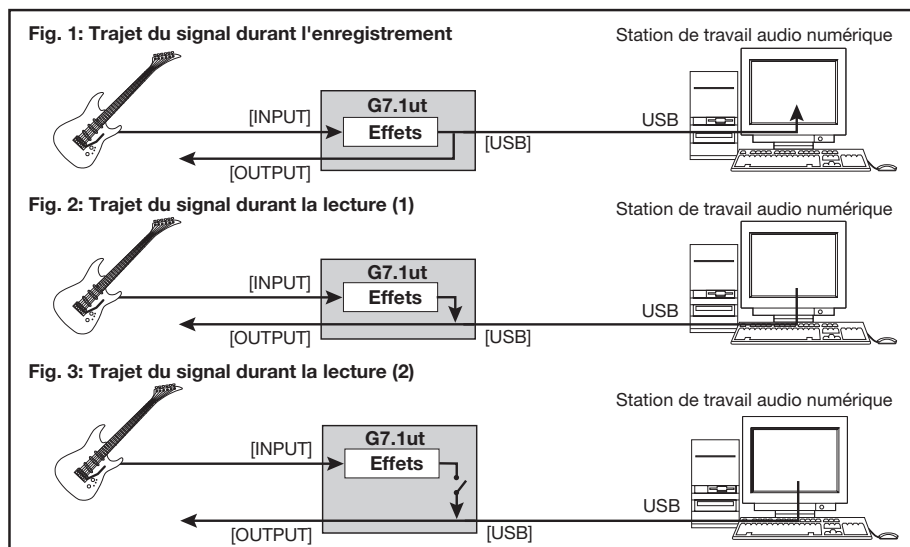 Fig. 1: Trajet du signal durant l'enregistrement
Station de travail audio numérique
G7.1ut
[INPUT]
Effets
USB
[USB]
[OUTPUT]
Fig. 2: Trajet du signal durant la lecture (1)
Station de travail audio numérique
G7.1ut
[INPUT]
Effets
USB
[OUTPUT]
[USB]
Fig. 3: Trajet du signal durant la lecture (2)
Station de travail audio numérique
G7.1ut
[INPUT]
Effets
USB
[OUTPUT]
[USB]